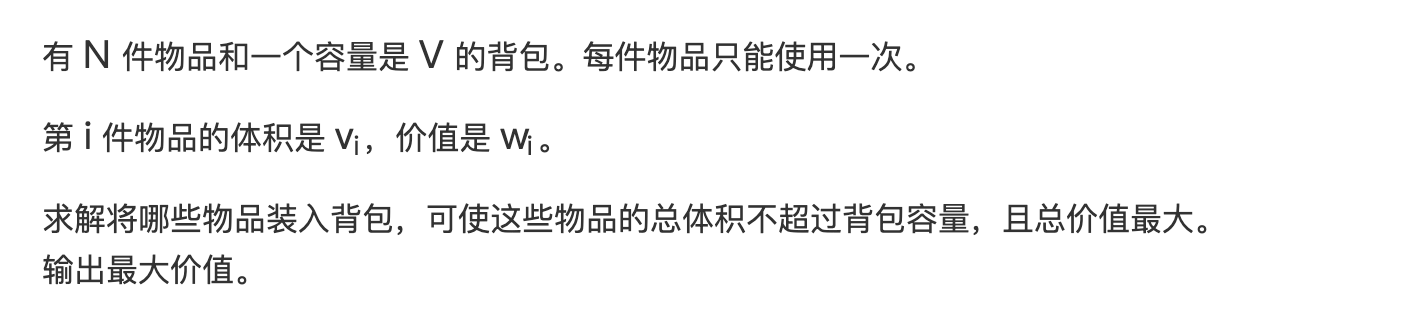 有 N 件物品和一个容量是 V 的背包。每件物品只能使用一次。
第 i 件物品的体积是 vi，价值是 wi。
求解将哪些物品装入背包，可使这些物品的总体积不超过背包容量，且总价值最大。
输出最大价值。